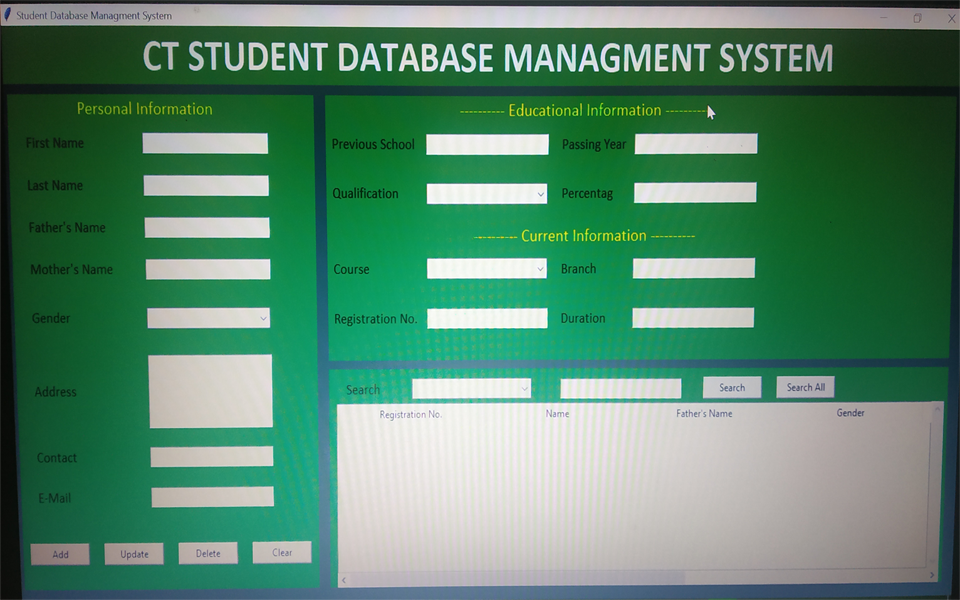 Student Database Managment System
CT STUDENT DATABASE MANAGMENT SYSTEM
Personal Information
First Name
Last Name
Father's Name
Mother's Name
Gender
Address
Contact
E-Mail
Add Update Delete Clear
---------- Educational Information ----------
Previous School Passing Year
Qualification Percentag
---------- Current Information ----------
Course Branch
Registration No. Duration
Search Search Search All
Registration No. Name Father's Name Gender